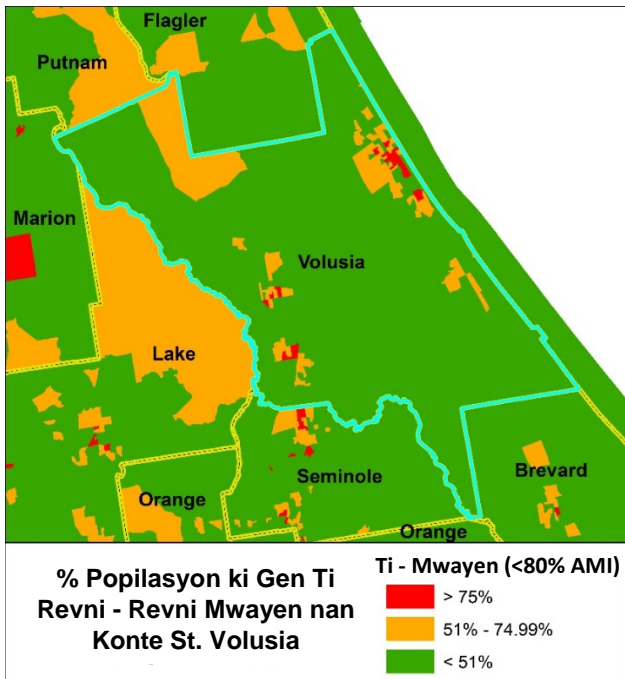 Flagler
Putnam
Marion
Volusia
Lake
Orange
Seminole
Brevard
Orange
% Popilasyon ki Gen Ti
Revni - Revni Mwayen nan
Konte St. Volusia
Ti - Mwayen (<80% AMI)
> 75%
51% - 74.99%
< 51%